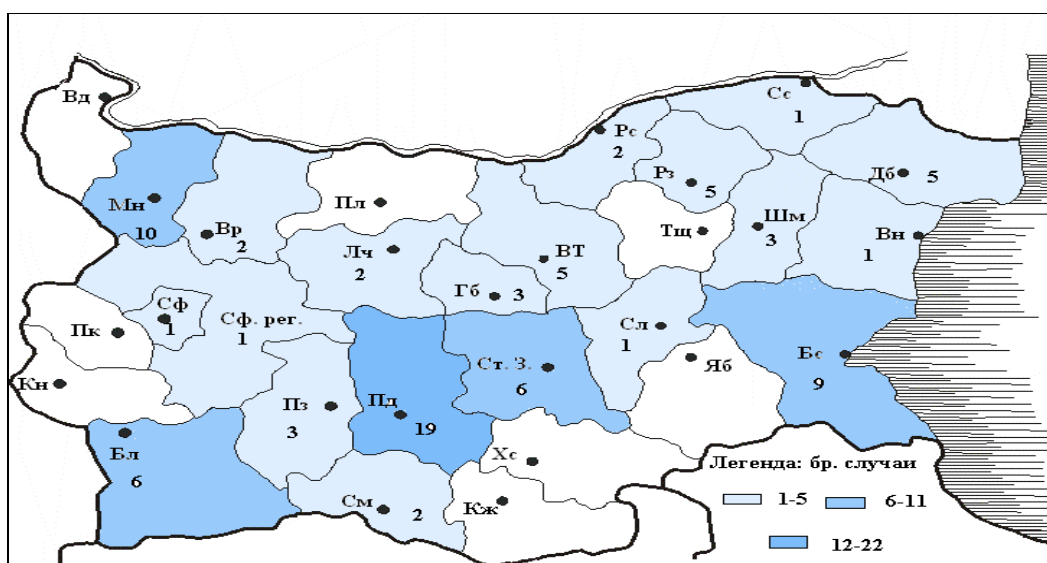 Вд
Сс
1
Рс
2
Рз
5
Дб
5
Мн
10
Вр
2
Пл
Лч
2
ВТ
5
Тщ
Шм
3
Вн
1
Гб
3
Сф
1
Сф. рег.
1
Пк
Кн
Сл
1
Яб
Бс
9
Ст. З.
6
Пд
19
Пз
3
Бл
6
См
2
Хс
Кж
Легенда: бр. случаи
1-5
6-11
12-22